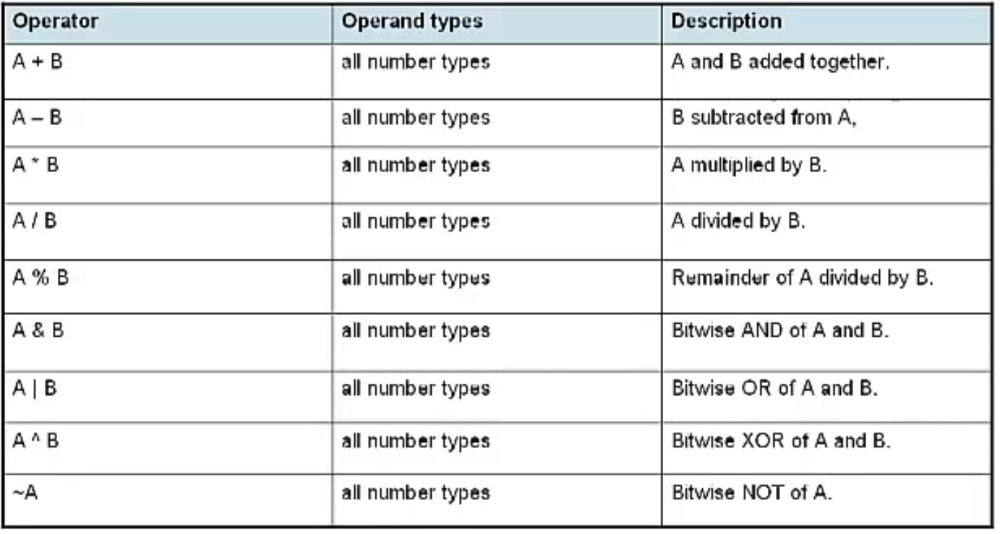 Operator Operand types Description
A + B all number types A and B added together.
A – B all number types B subtracted from A,
A * B all number types A multiplied by B.
A / B all number types A divided by B.
A % B all number types Remainder of A divided by B.
A & B all number types Bitwise AND of A and B.
A | B all number types Bitwise OR of A and B.
A ^ B all number types Bitwise XOR of A and B.
~A all number types Bitwise NOT of A.